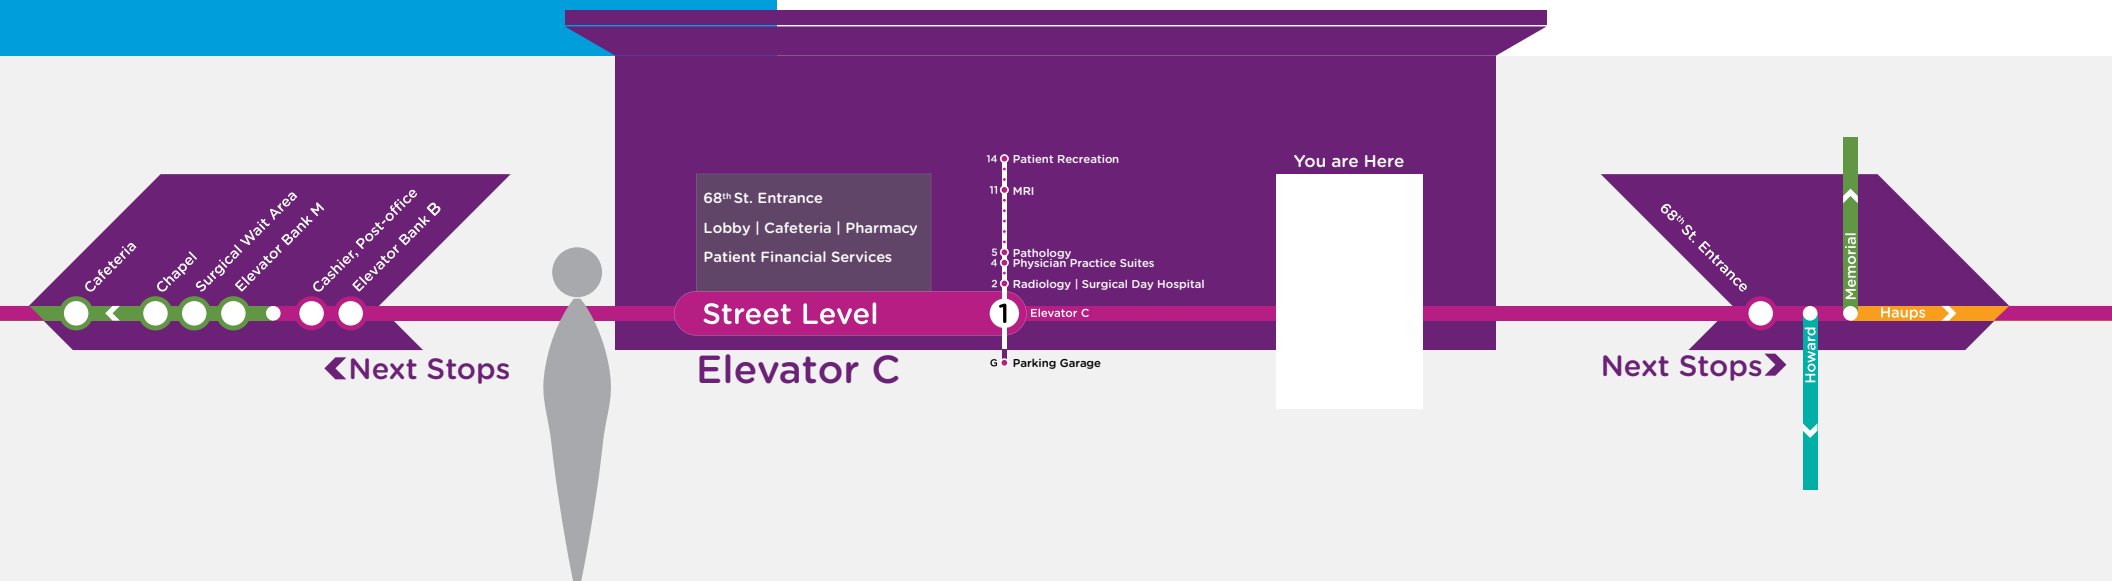 Cafeteria
Chapel
Surgical Wait Area
Elevator Bank M
Cashier, Post-office
Elevator Bank B
Next Stops
68th St. Entrance
Lobby | Cafeteria | Pharmacy
Patient Financial Services
Street Level
Elevator C
14 Patient Recreation
11 MRI
5 Pathology
4 Physician Practice Suites
2 Radiology | Surgical Day Hospital
1 Elevator C
G Parking Garage
You are Here
68th St. Entrance
Memorial
Haups
Howard
Next Stops